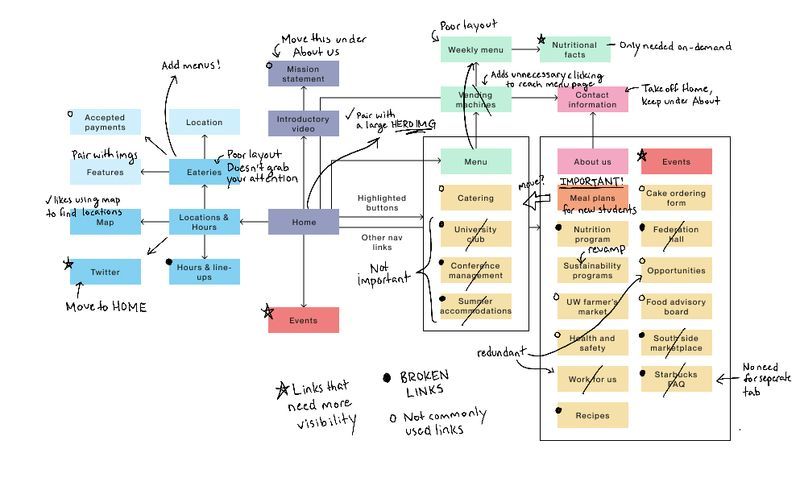 Poor layout
Weekly menu
Nutritional
facts
Only needed on-demand
Move this under
About us
Mission
statement
Add menus!
Adds unnecessary clicking
to reach menu page
Vending
machines
Contact
information
Take off Home,
keep under About
Accepted
payments
Location
Introductory
video
✓ Pair with
a large HERO IMG
Pair with imgs
Features
Eateries
Poor layout
Doesn't grab
your attention
Menu
About us
Events
✓ likes using map
to find locations
Map
Locations &
Hours
Home
Highlighted
buttons
Other nav
links
Catering
move?
IMPORTANT!
Meal plans
for new students
Cake ordering
form
University
club
Nutrition
program
Federation
hall
Not
important
Conference
management
revamp
Sustainability
programs
Opportunities
Twitter
Hours & line-
ups
Move to HOME
Events
Summer
accommodations
UW farmer's
market
Food advisory
board
Health and
safety
South side
marketplace
redundant
Work for us
Starbucks
FAQ
No need
for seperate
tab
Recipes
Links that
need more
visibility
BROKEN
LINKS
Not commonly
used links